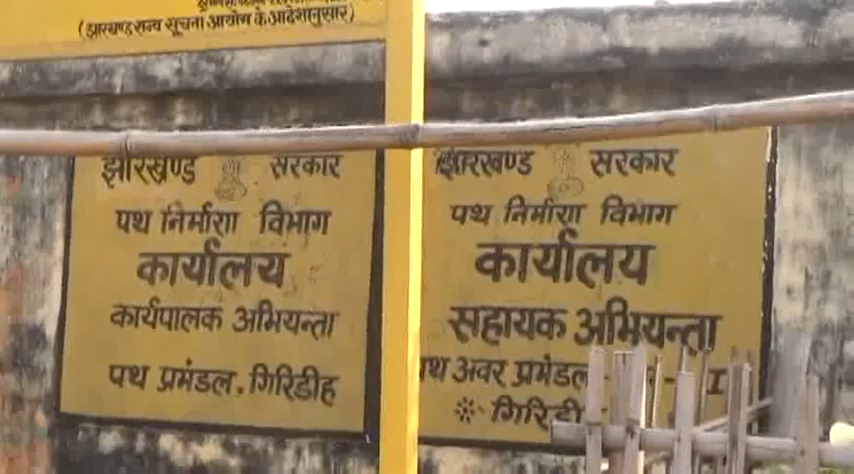 (झारखण्ड राज्य सूचना आयोग के आदेशानुसार)
झारखण्ड सरकार
पथ निर्माण विभाग
कार्यालय
कार्यपालक अभियन्ता
पथ प्रमंडल, गिरिडीह
झारखण्ड सरकार
पथ निर्माण विभाग
कार्यालय
सहायक अभियन्ता
पथ अवर प्रमंडल - I
गिरिडी